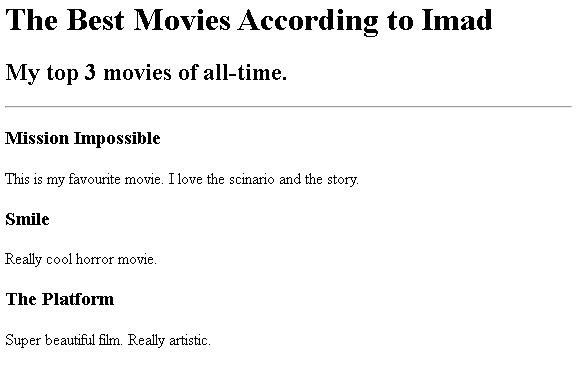 The Best Movies According to Imad
My top 3 movies of all-time.
Mission Impossible
This is my favourite movie. I love the scinario and the story.
Smile
Really cool horror movie.
The Platform
Super beautiful film. Really artistic.